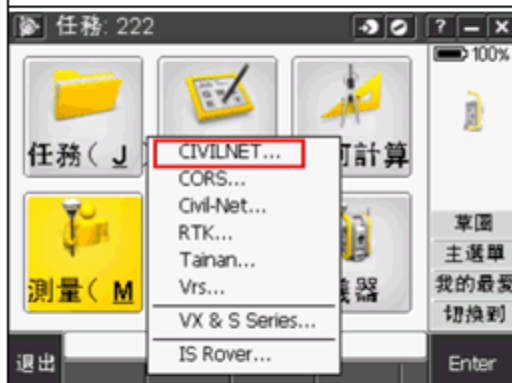 任務: 222
? – X
100%
任務( J )
可計算
CIVILNET...
CORS...
Civil-Net...
RTK...
Tainan...
Vrs...
VX & S Series...
IS Rover...
測量( M
儀器
草圖
主選單
我的最愛
切換到
退出
Enter